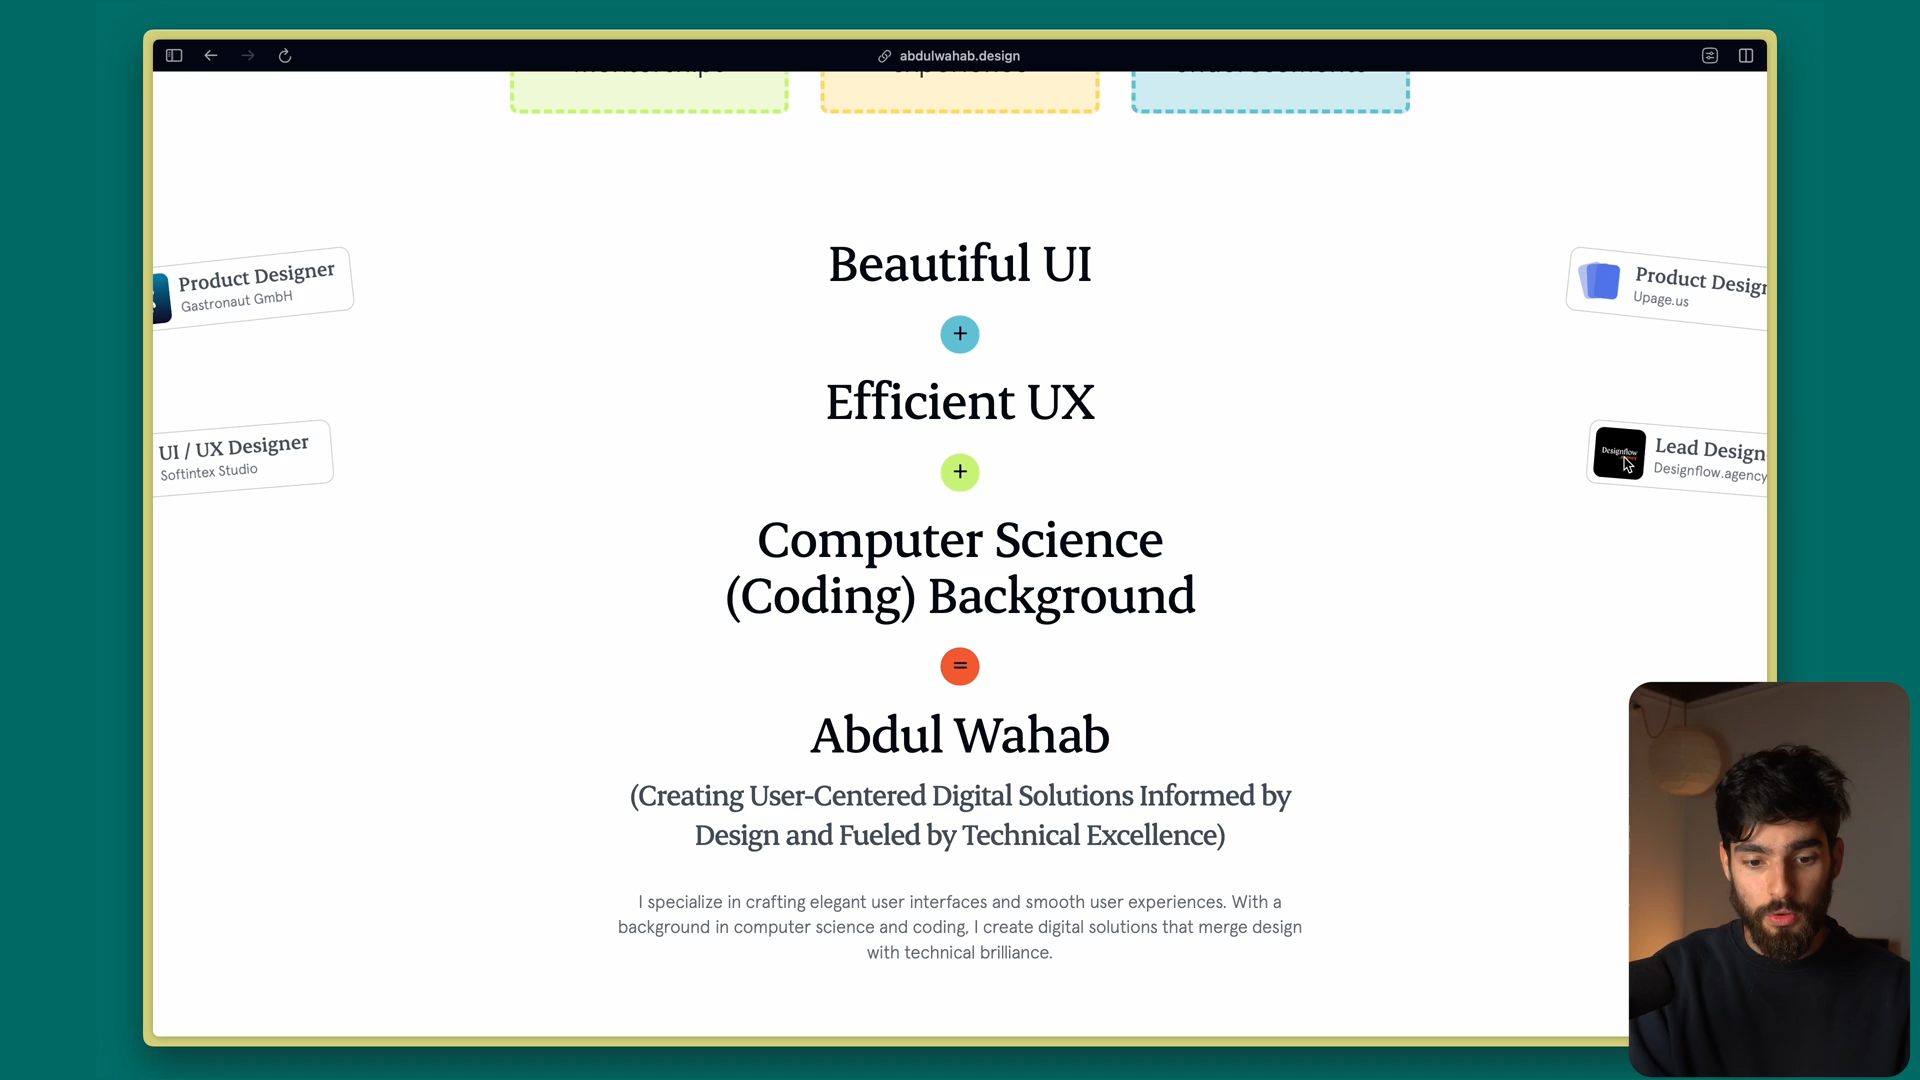 abdulwahab.design
Beautiful UI
+
Efficient UX
+
Computer Science
(Coding) Background
=
Abdul Wahab
(Creating User-Centered Digital Solutions Informed by
Design and Fueled by Technical Excellence)
I specialize in crafting elegant user interfaces and smooth user experiences. With a
background in computer science and coding, I create digital solutions that merge design
with technical brilliance.
Product Designer
Gastronaut GmbH
UI / UX Designer
Softintex Studio
Product Design
Upage.us
Designflow
Lead Design
Designflow.agency